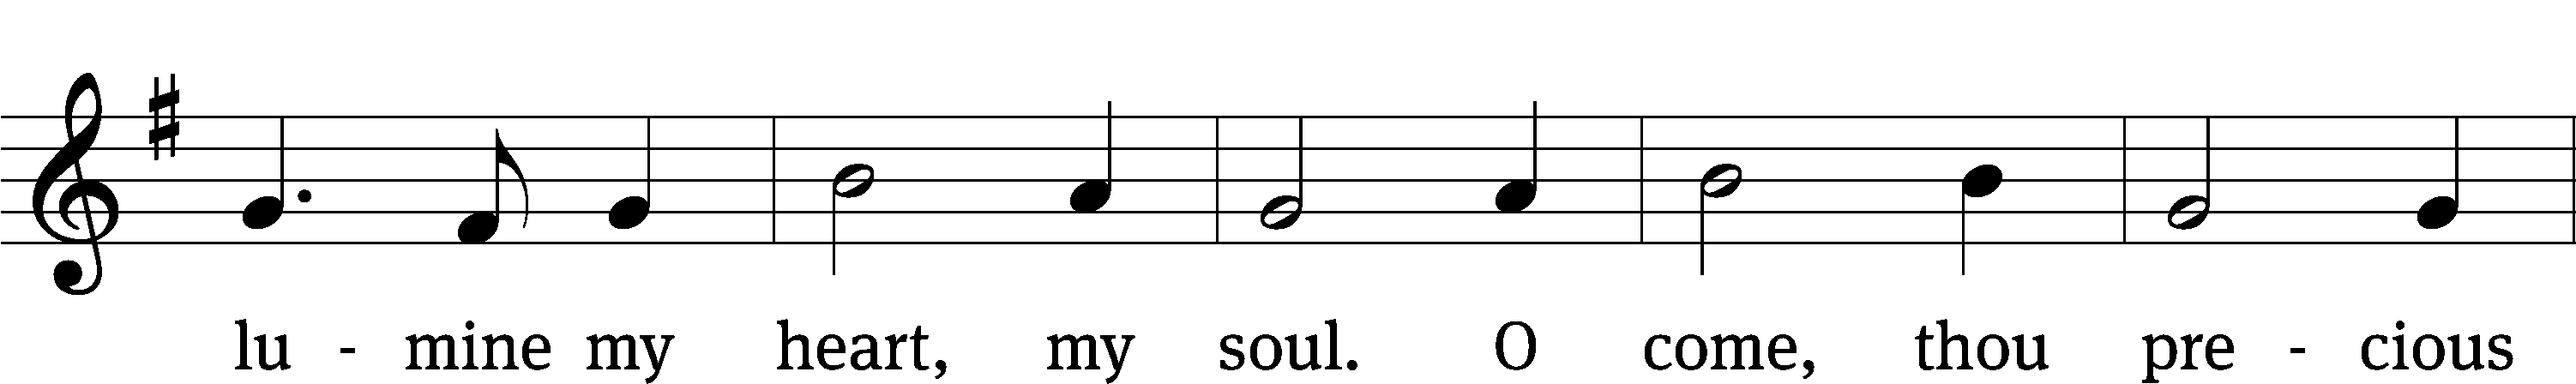 lu - mine my heart, my soul. O come, thou pre - cious